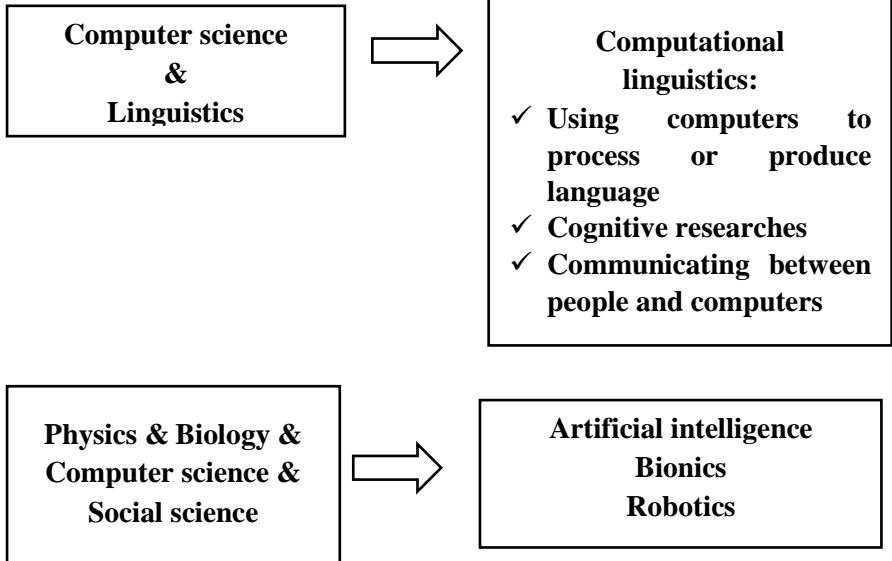 Computer science
&
Linguistics
Computational
linguistics:
✓ Using computers to
process or produce
language
✓ Cognitive researches
✓ Communicating between
people and computers
Physics & Biology &
Computer science &
Social science
Artificial intelligence
Bionics
Robotics